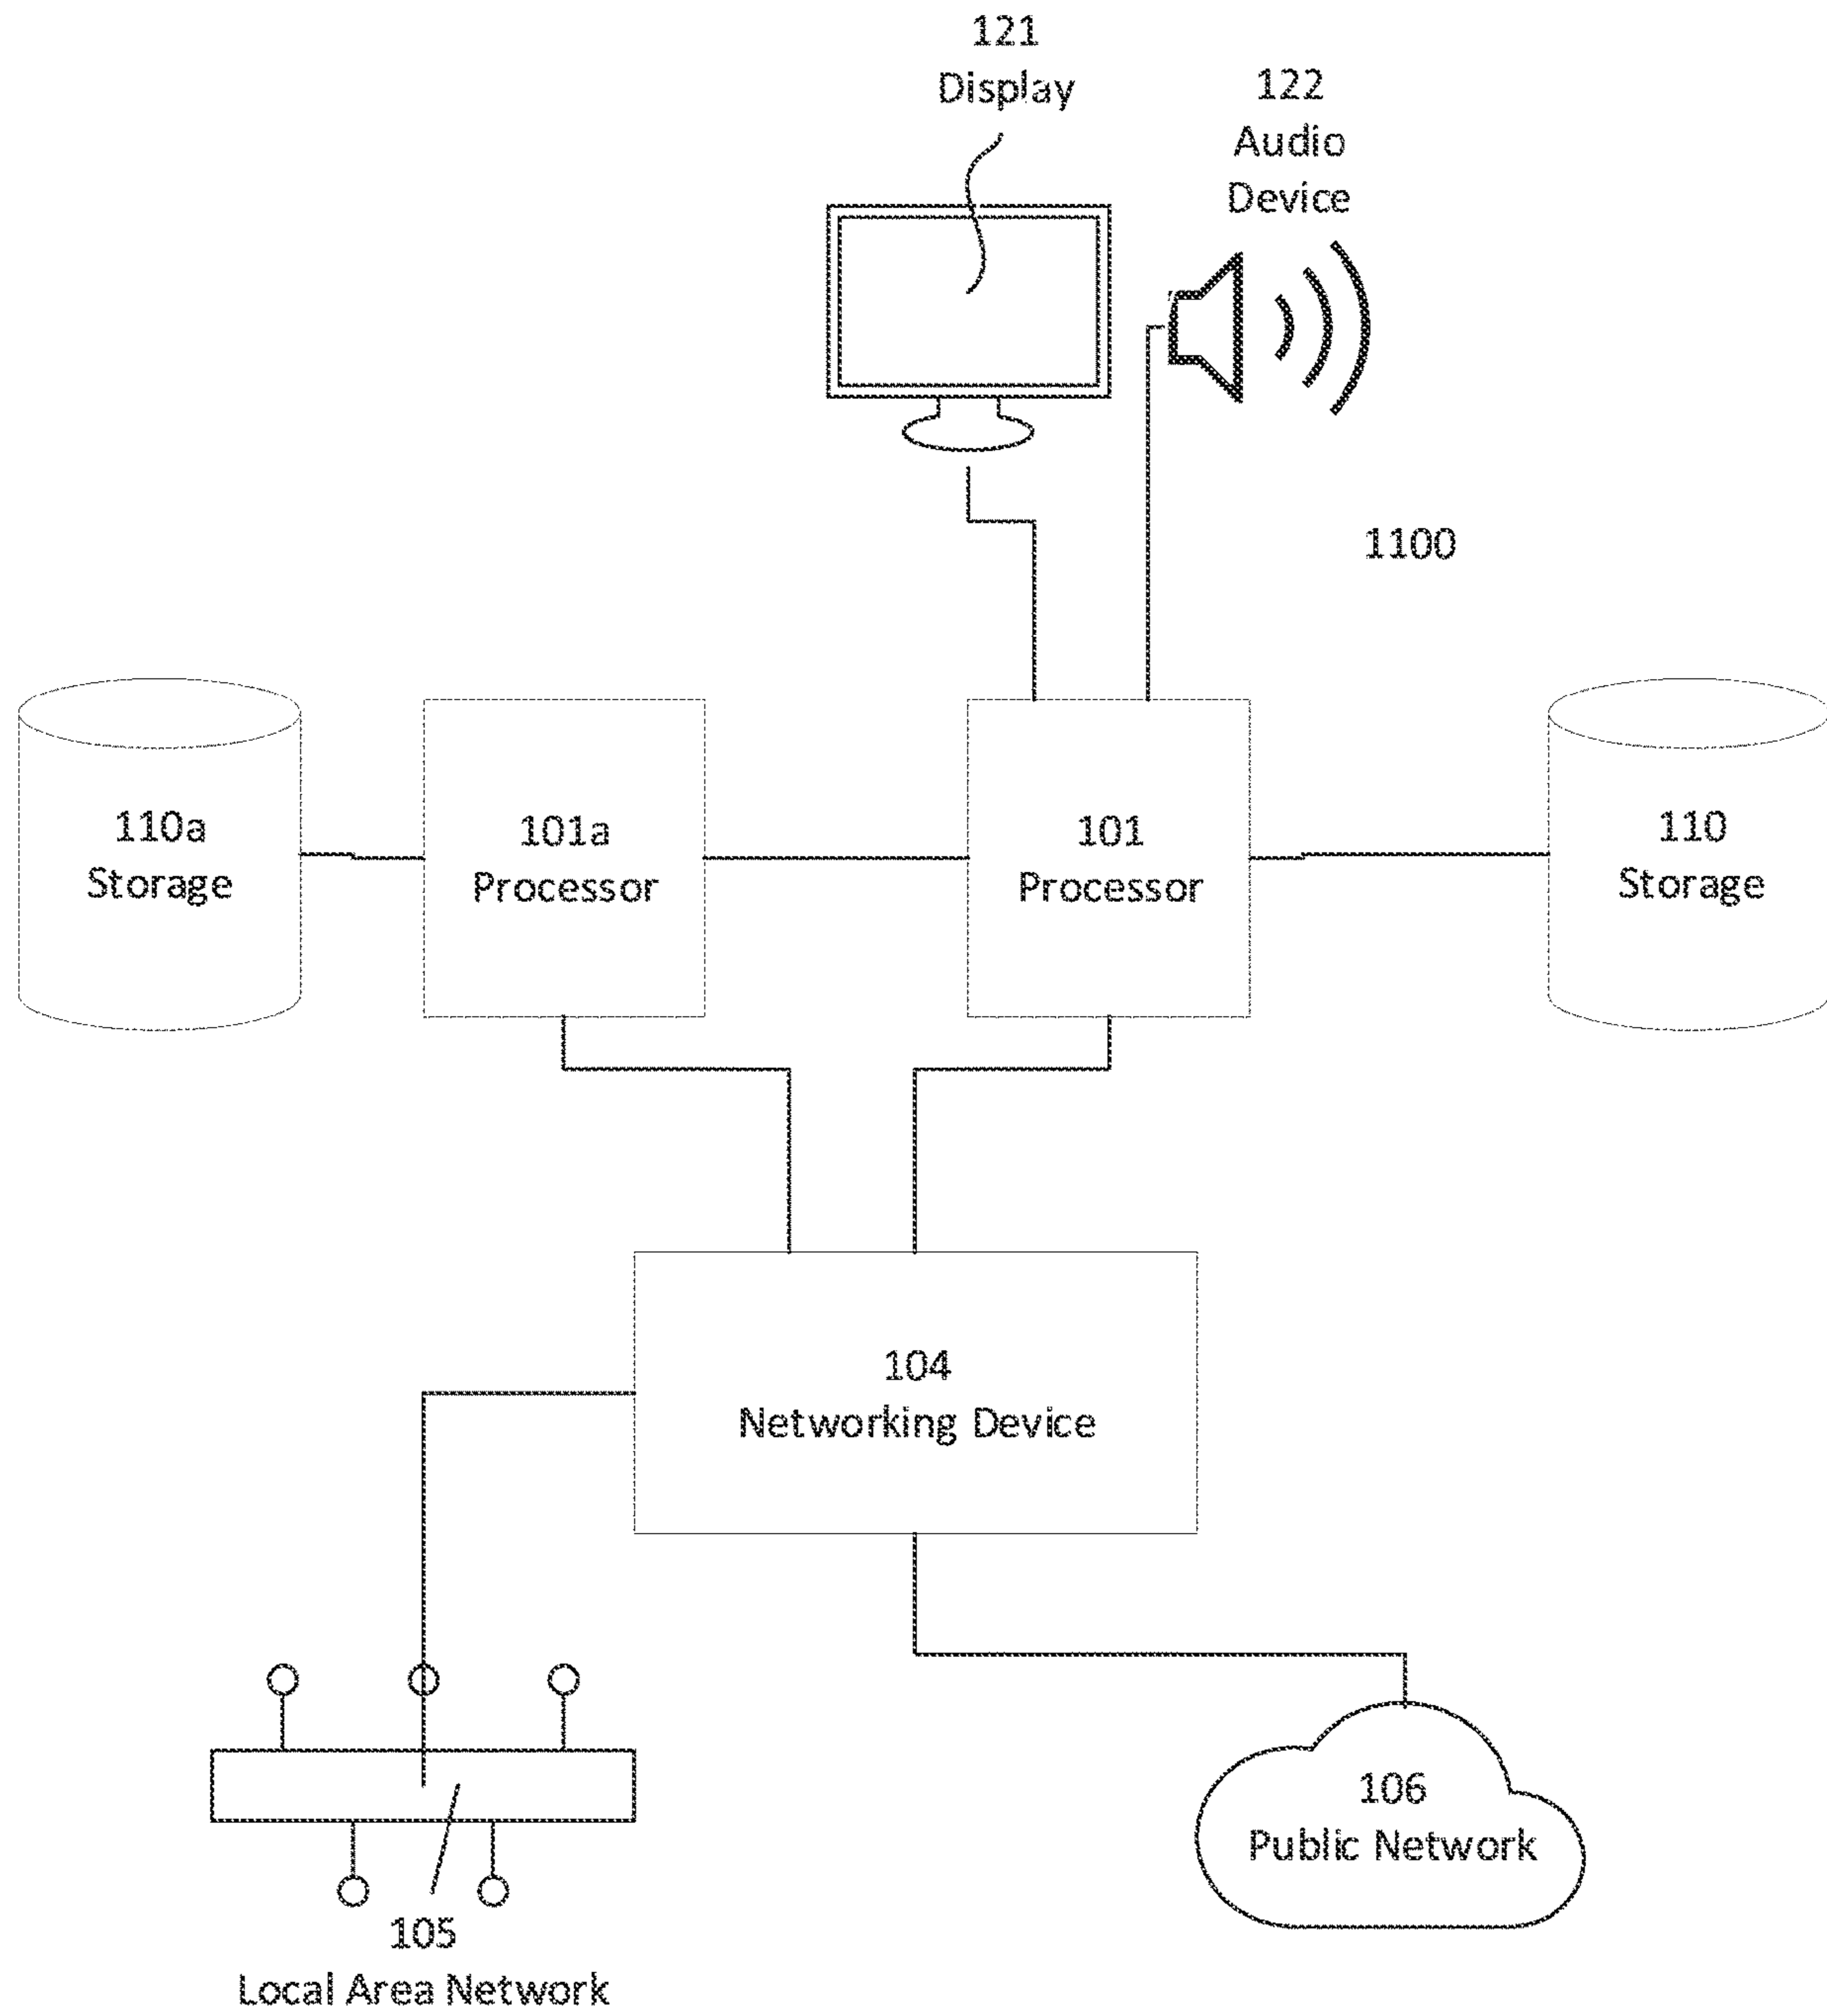 121
Display
122
Audio
Device
1100
110a
Storage
101a
Processor
101
Processor
110
Storage
104
Networking Device
106
Public Network
105
Local Area Network